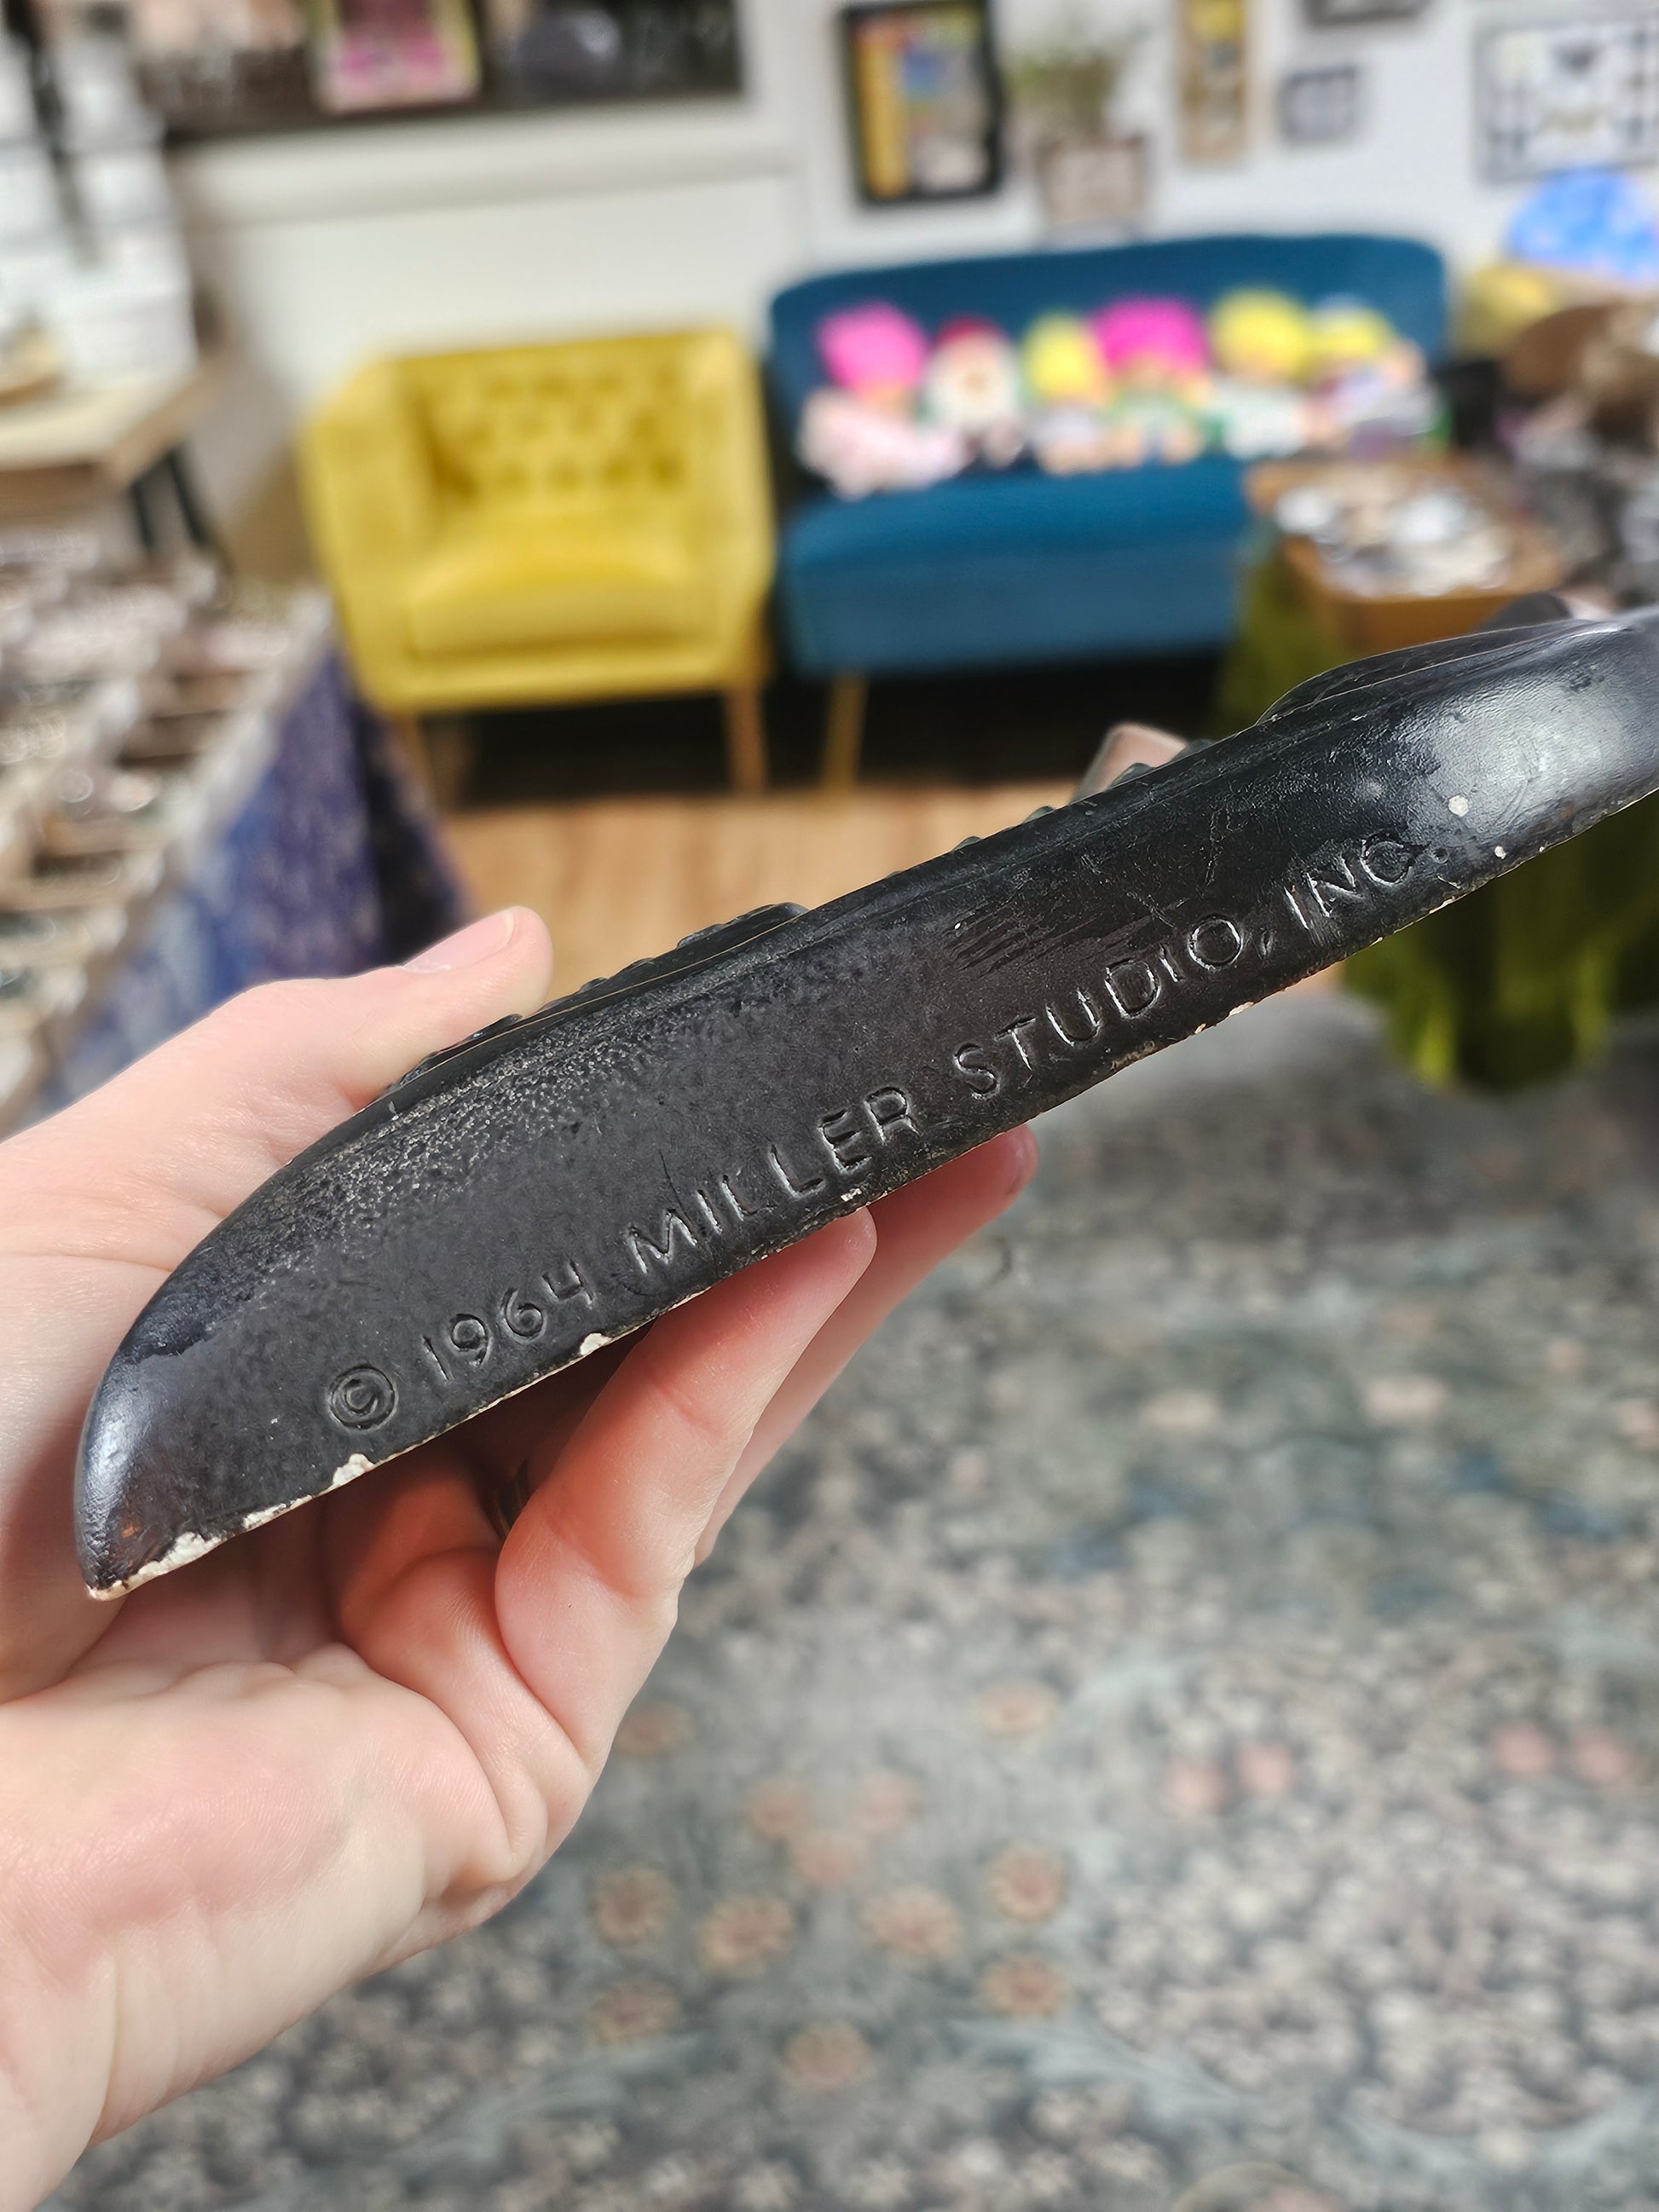 © 1964 MILLER STUDIO, INC.